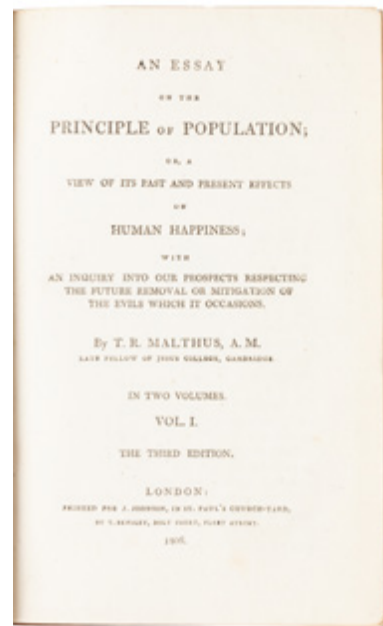 AN ESSAY
ON THE
PRINCIPLE OF POPULATION;
OR, A
VIEW OF ITS PAST AND PRESENT EFFECTS
ON
HUMAN HAPPINESS;
WITH
AN INQUIRY INTO OUR PROSPECTS RESPECTING
THE FUTURE REMOVAL OR MITIGATION OF
THE EVILS WHICH IT OCCASIONS.
By T. R. MALTHUS, A. M.
LATE FELLOW OF JESUS COLLEGE, CAMBRIDGE
IN TWO VOLUMES.
VOL. I.
THE THIRD EDITION.
LONDON:
PRINTED FOR J. JOHNSON, IN ST. PAUL'S CHURCH-YARD,
BY T. BENSLEY, BOLT COURT, FLEET STREET.
1806.